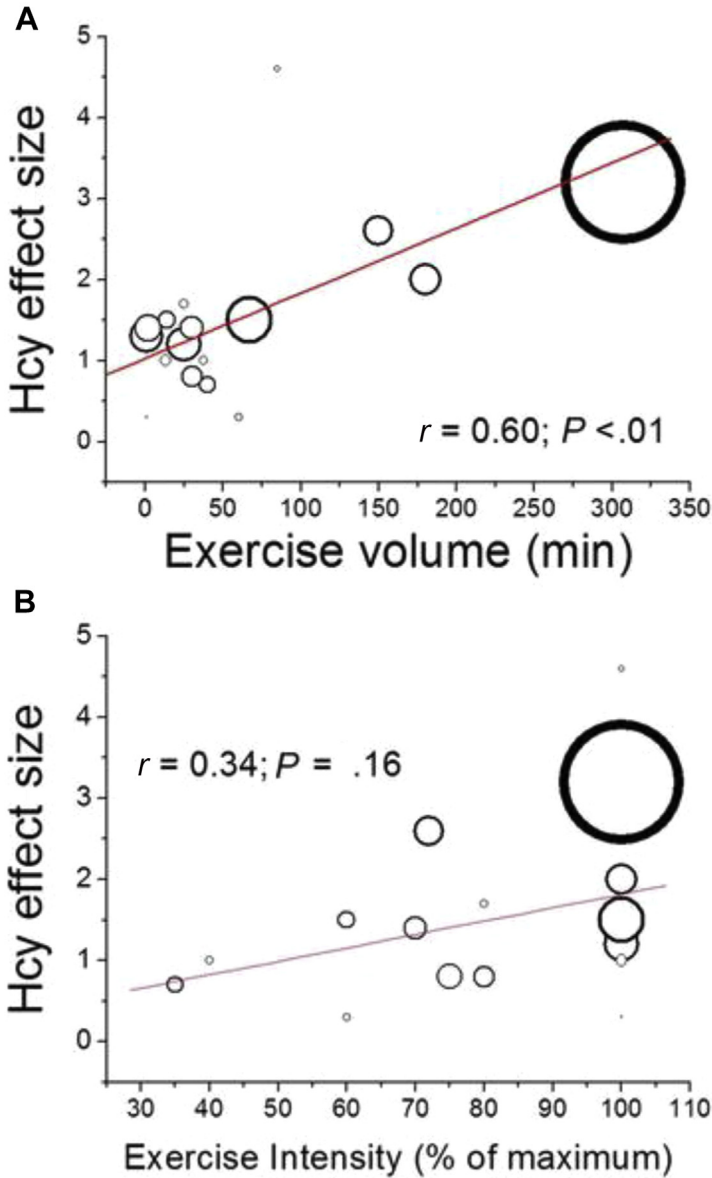 A
5
4
3
2
1
0
Hcy effect size
r = 0.60; P <.01
0 50 100 150 200 250 300 350
Exercise volume (min)
B
5
4
3
2
1
0
Hcy effect size
r = 0.34; P = .16
30 40 50 60 70 80 90 100 110
Exercise Intensity (% of maximum)